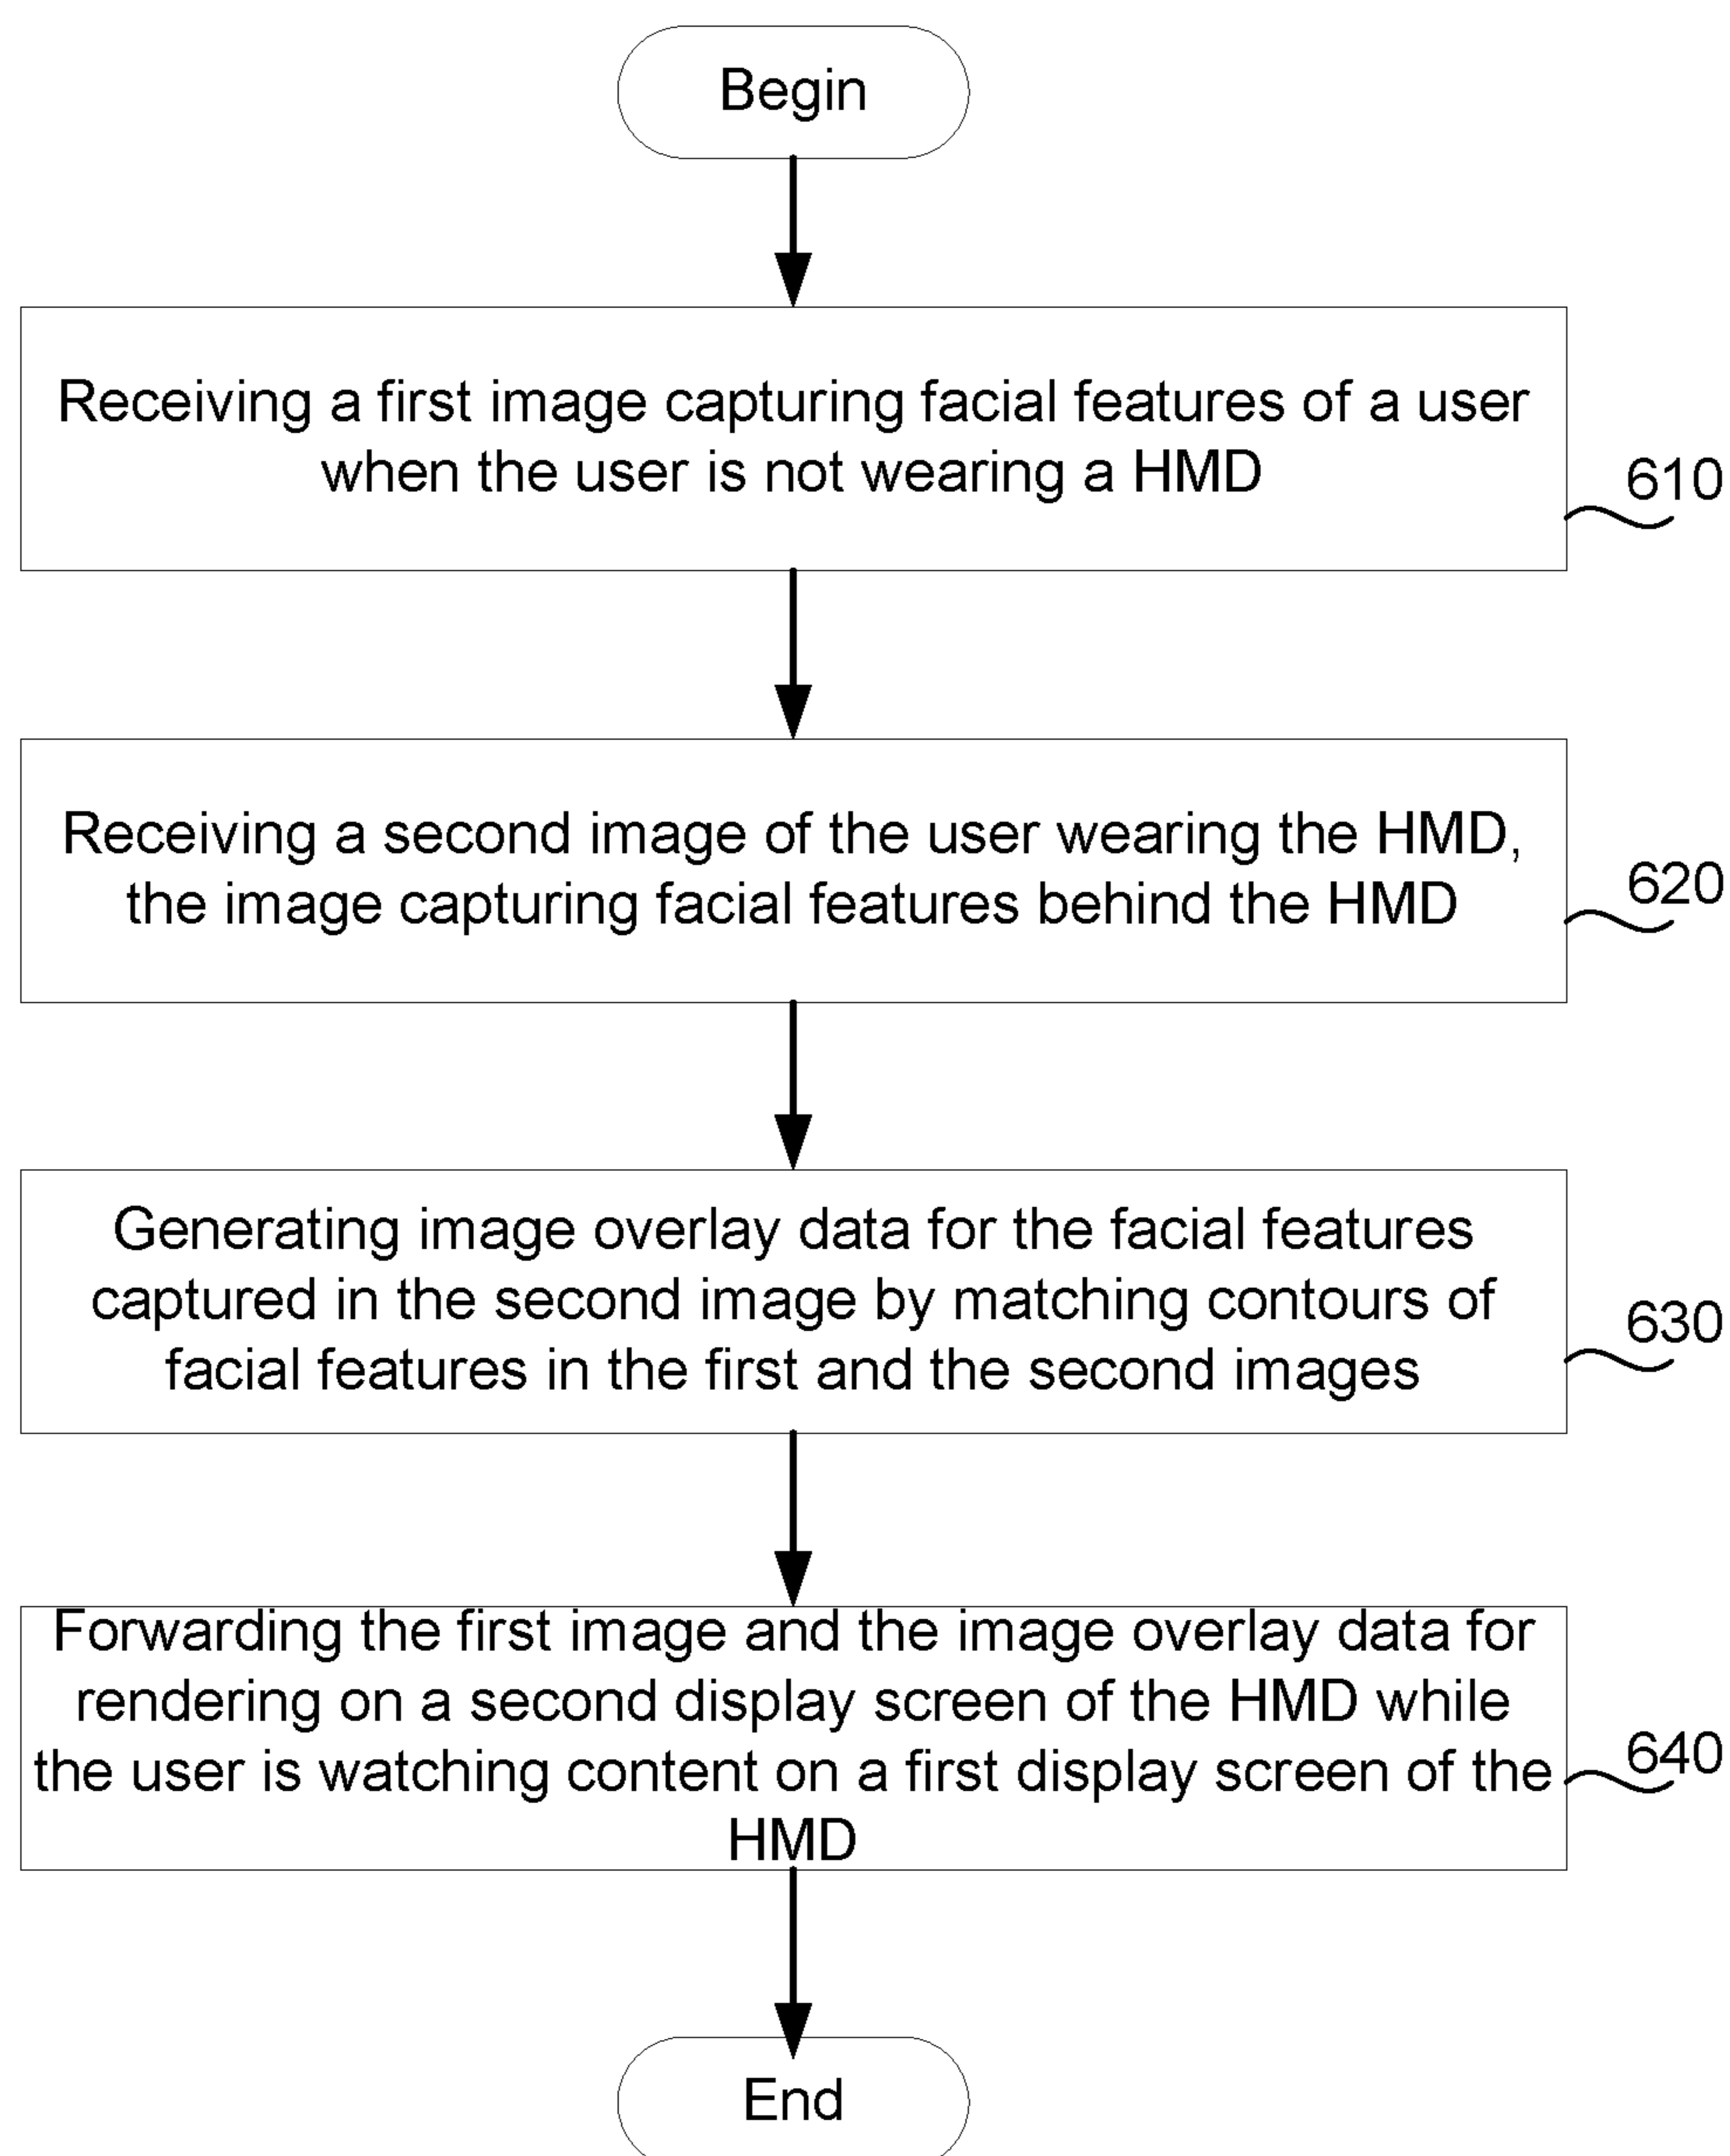 Begin
Receiving a first image capturing facial features of a user
when the user is not wearing a HMD
610
Receiving a second image of the user wearing the HMD,
the image capturing facial features behind the HMD
620
Generating image overlay data for the facial features
captured in the second image by matching contours of
facial features in the first and the second images
630
Forwarding the first image and the image overlay data for
rendering on a second display screen of the HMD while
the user is watching content on a first display screen of the
HMD
640
End